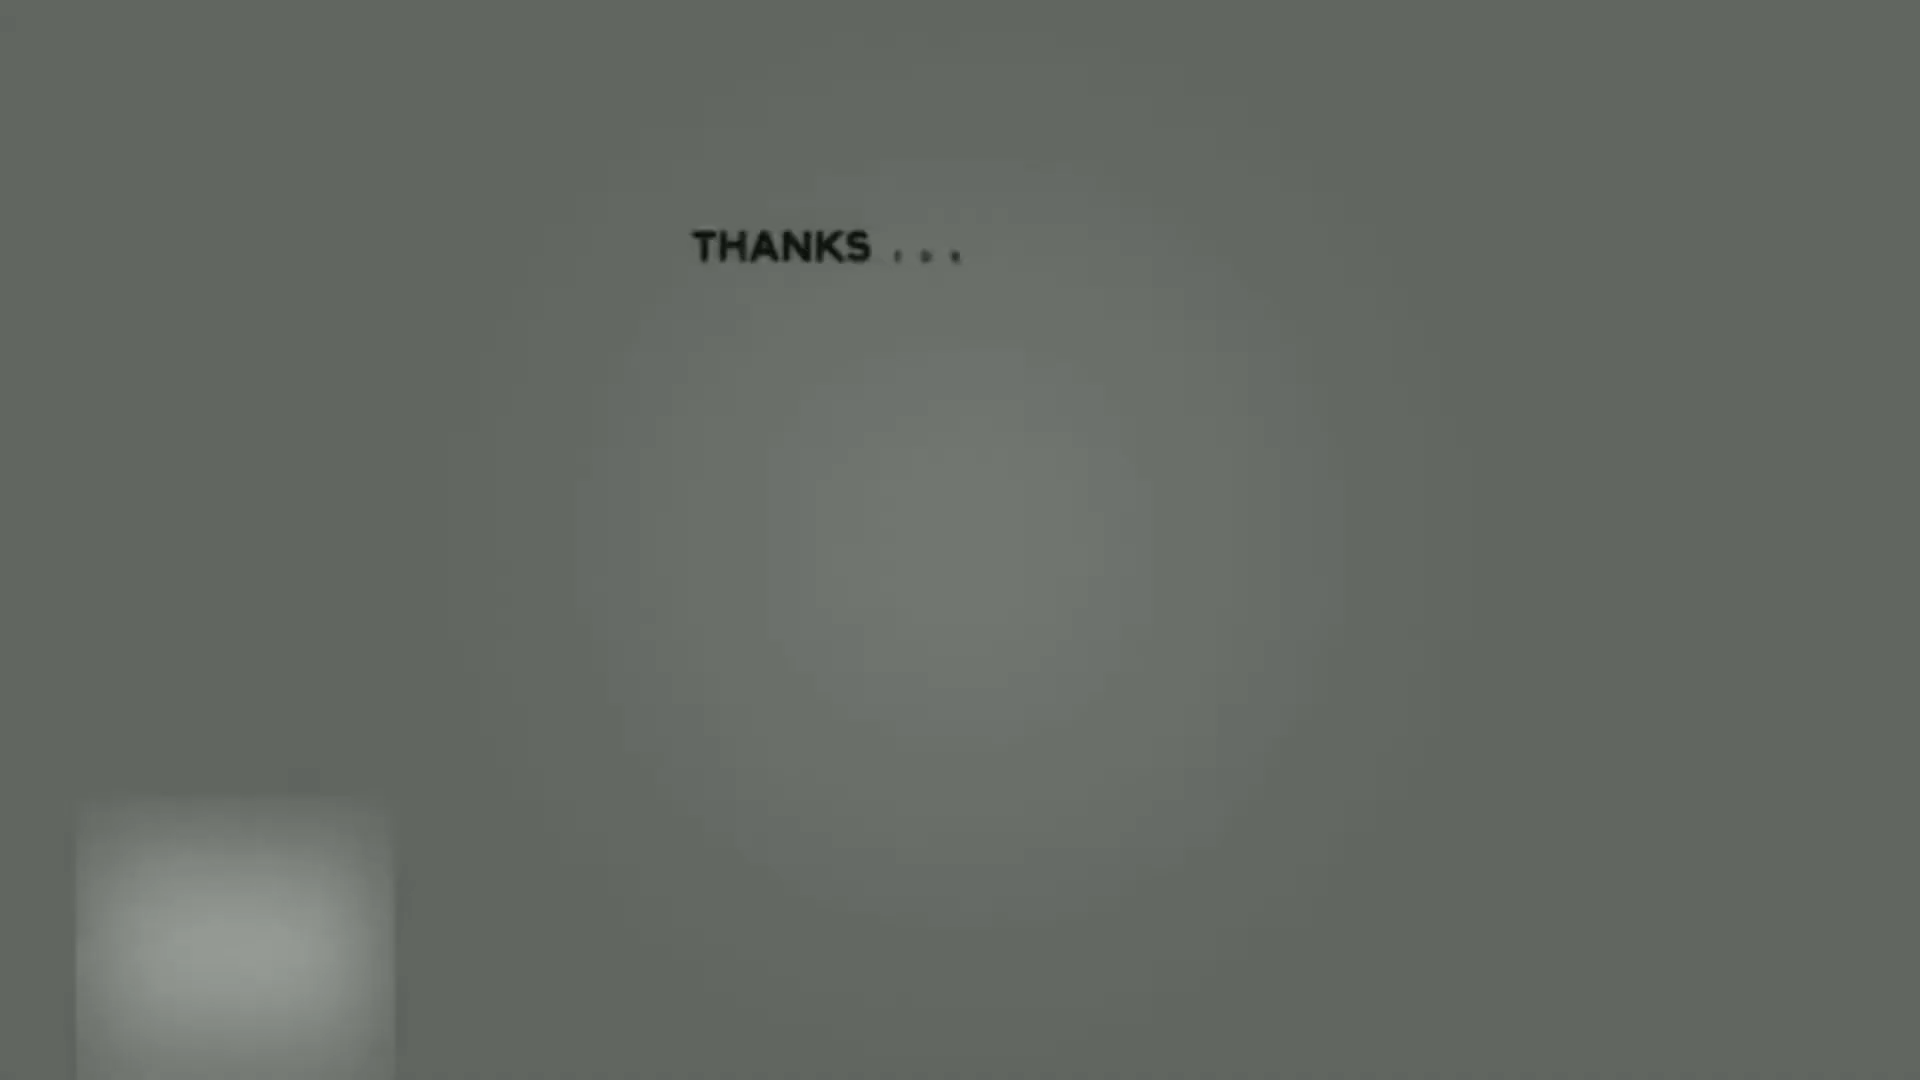 THANKS . . .